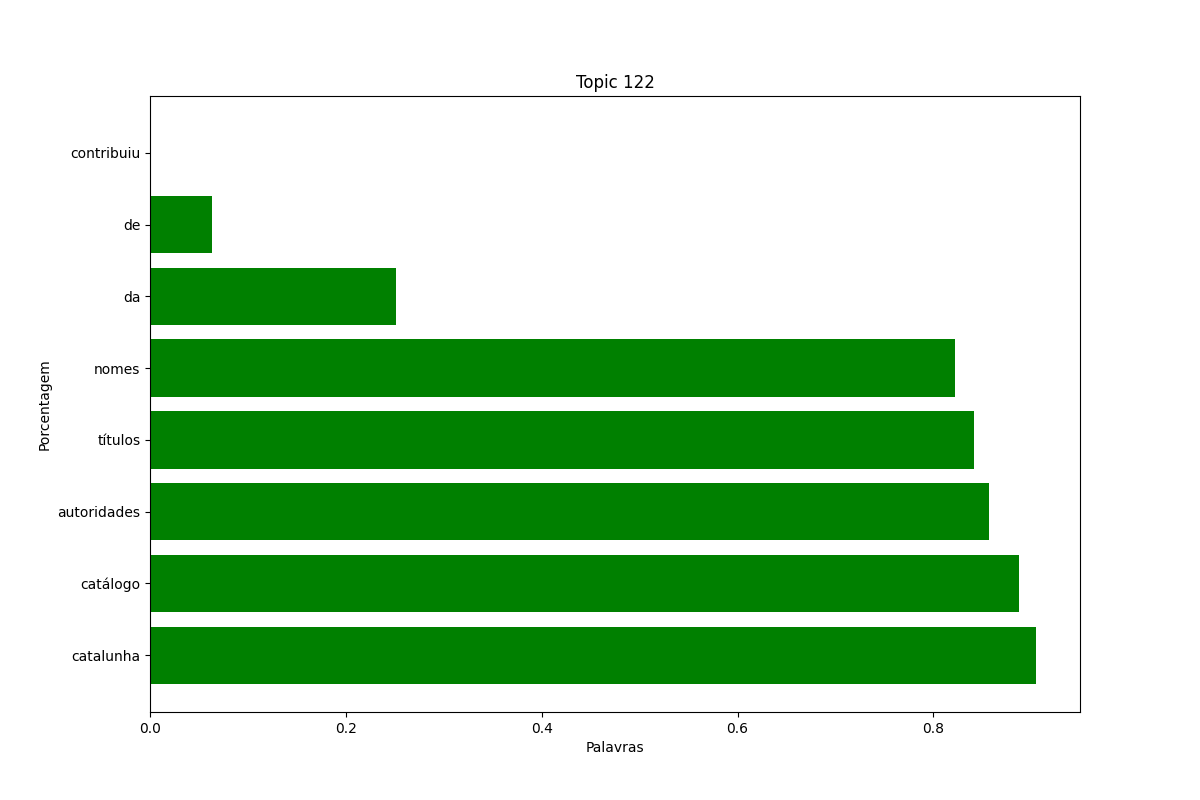 Topic 122
contribuiu
de
da
nomes
títulos
autoridades
catálogo
catalunha
Porcentagem
0.0 0.2 0.4 0.6 0.8
Palavras